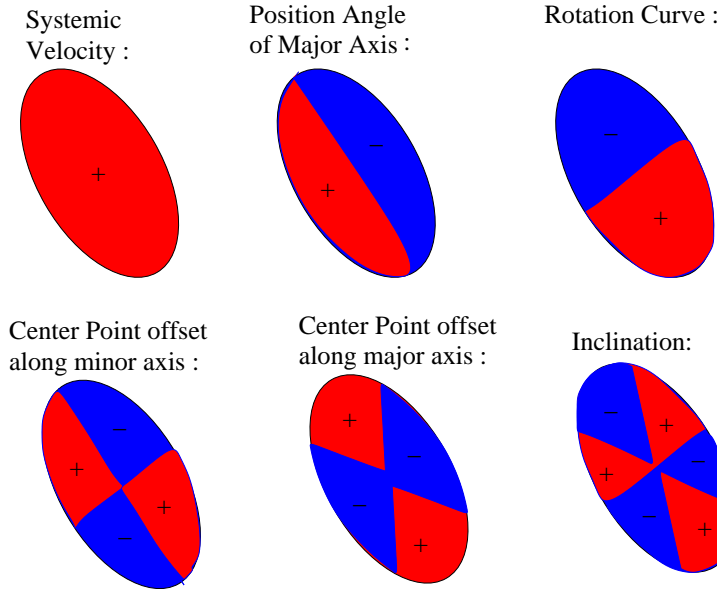 Systemic
Velocity :
+
Position Angle
of Major Axis :
−
+
Rotation Curve :
−
+
Center Point offset
along minor axis :
−
+
+
−
Center Point offset
along major axis :
+
−
−
+
Inclination:
−
+
−
+
−
+